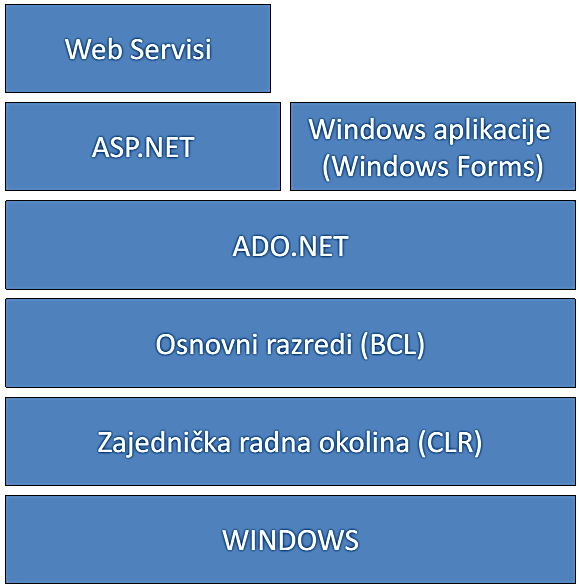 Web Servisi
ASP.NET
Windows aplikacije
(Windows Forms)
ADO.NET
Osnovni razredi (BCL)
Zajednička radna okolina (CLR)
WINDOWS